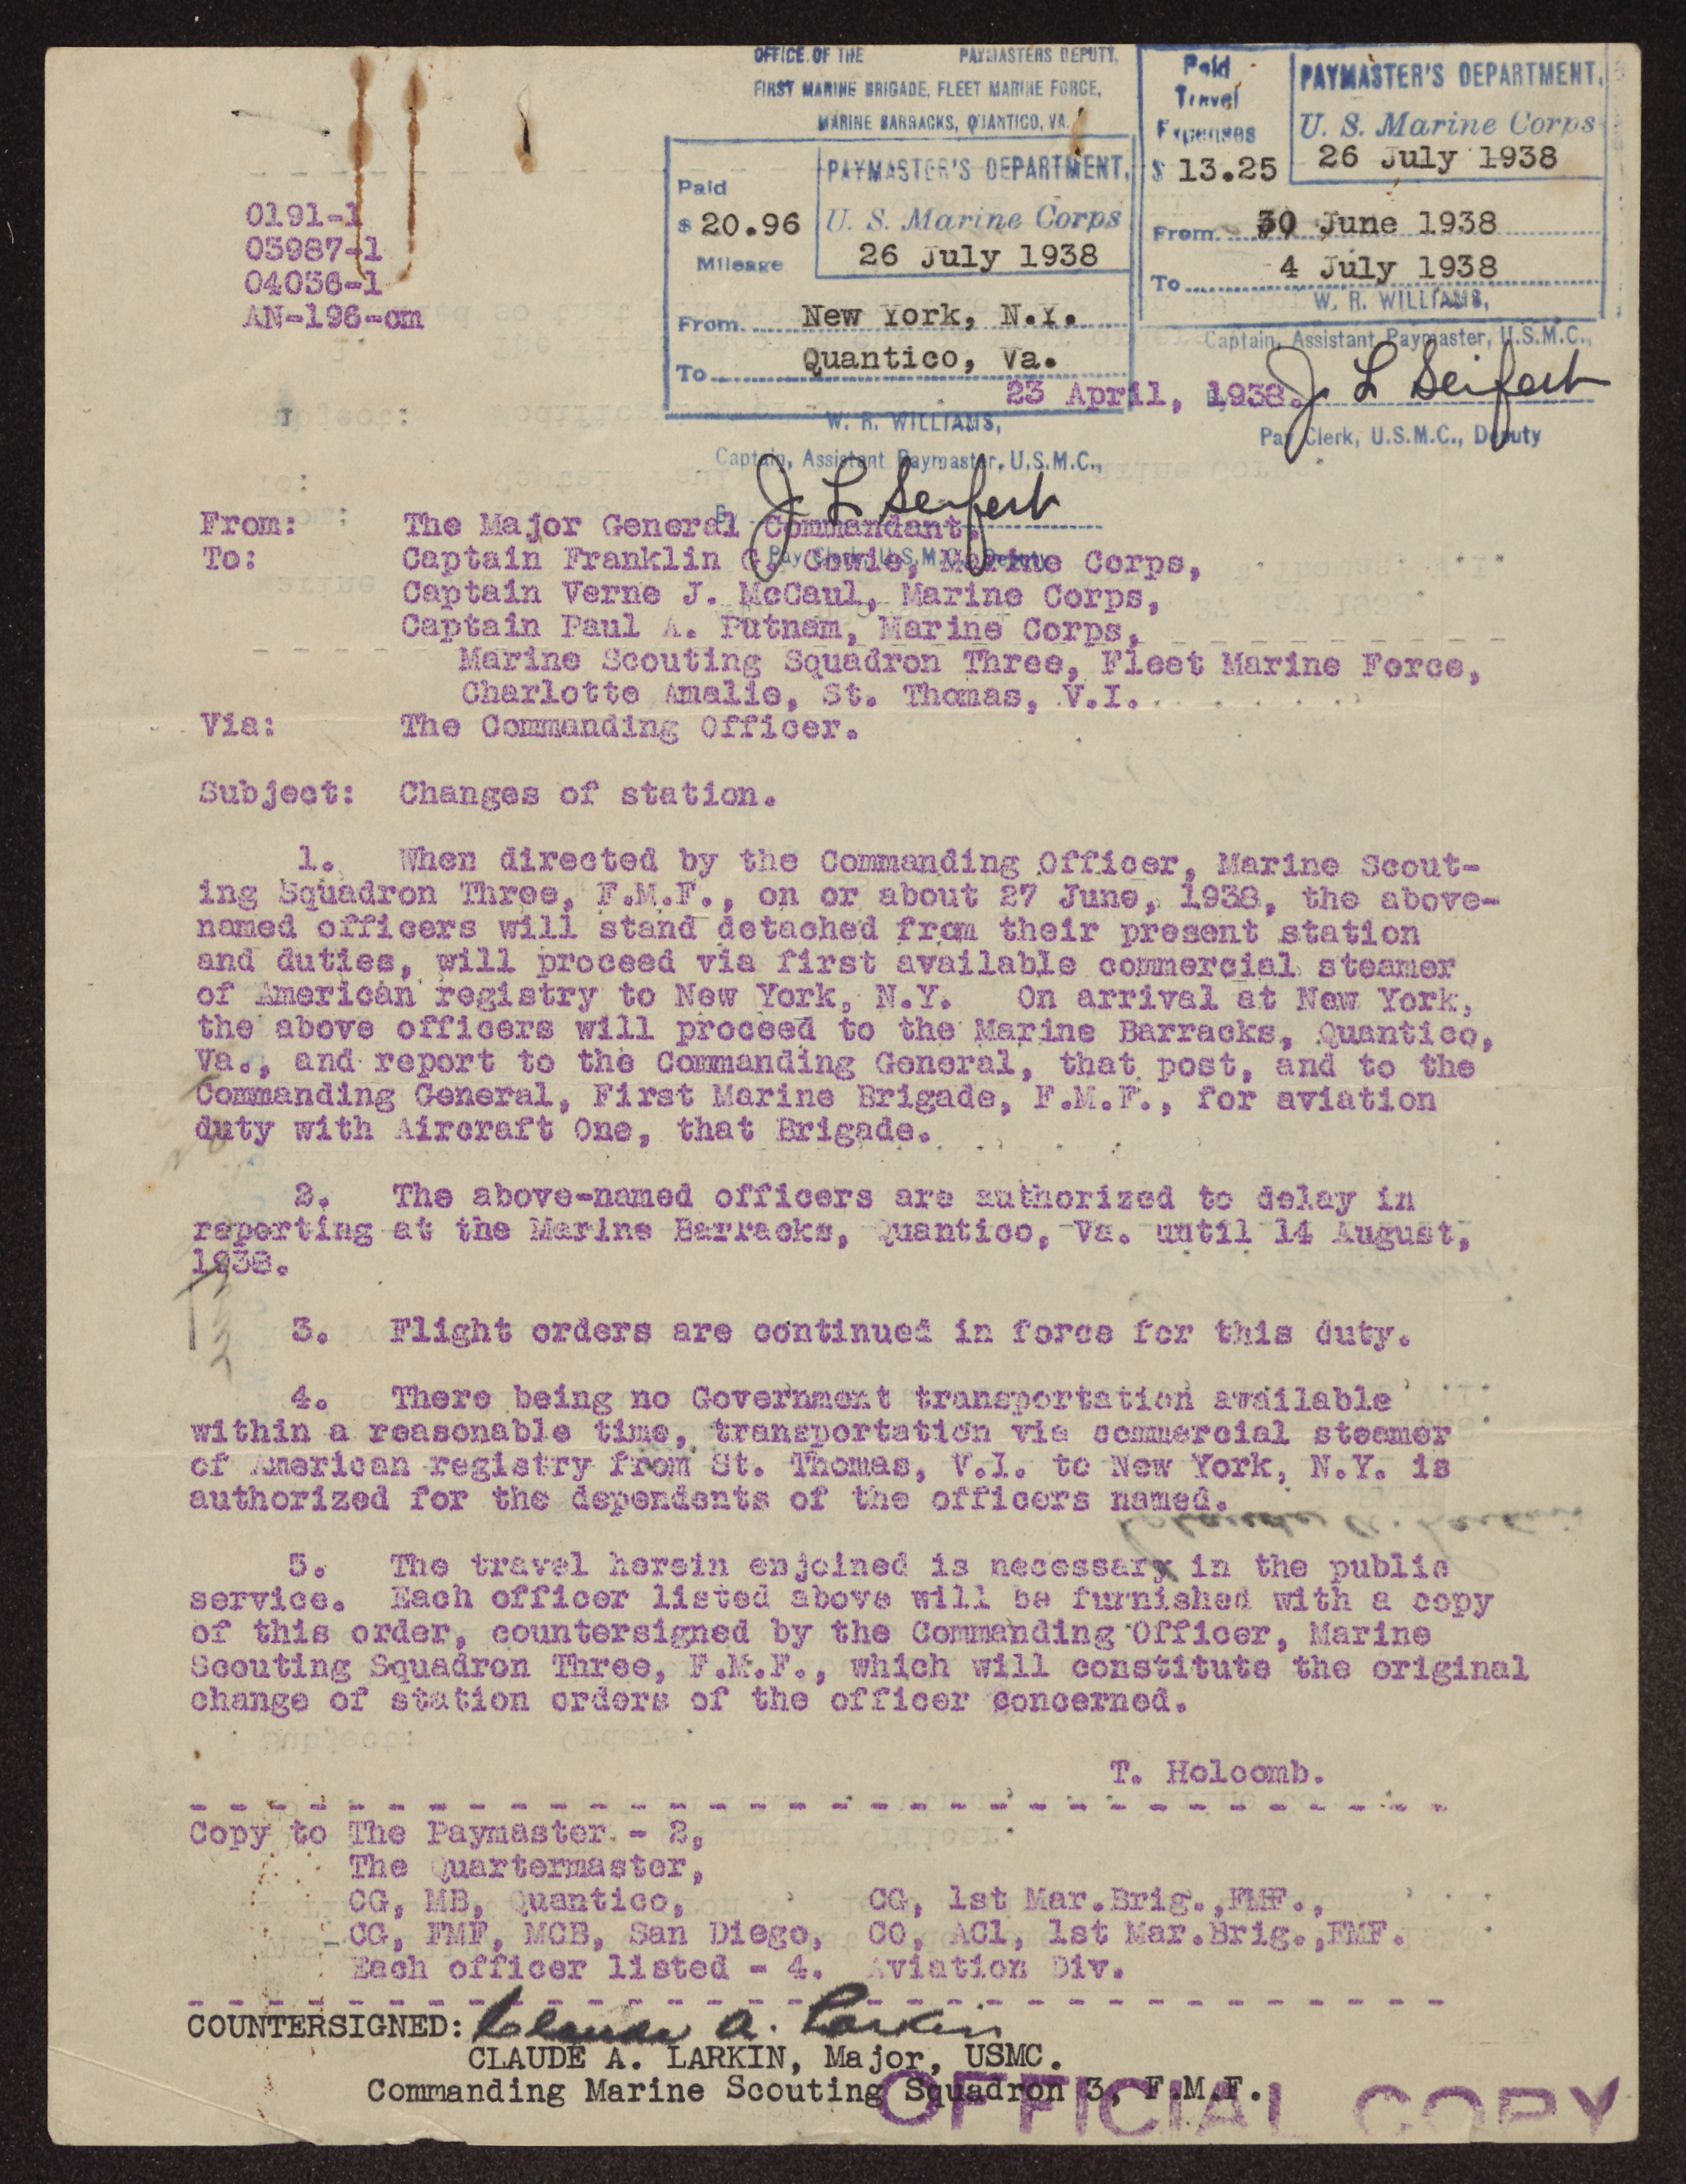 OFFICE OF THE PAYMASTERS DEPUTY,
FIRST MARINE BRIGADE, FLEET MARINE FORCE,
MARINE BARRACKS, QUANTICO, VA.
Paid
$ 20.96
Mileage
PAYMASTER'S DEPARTMENT,
U. S. Marine Corps
26 July 1938
From New York, N.Y.
To Quantico, Va.
W. R. WILLIAMS,
Captain, Assistant Paymaster, U.S.M.C.,
J L Seifert
Pay Clerk, U.S.M.C., Deputy
Paid
Travel
Expenses
$ 13.25
PAYMASTER'S DEPARTMENT,
U. S. Marine Corps
26 July 1938
From 30 June 1938
To 4 July 1938
W. R. WILLIAMS,
Captain, Assistant Paymaster, U.S.M.C.,
J L Seifert
Pay Clerk, U.S.M.C., Deputy
0191-1
05987-1
04036-1
AN-196-cm
23 April, 1938.
From: The Major General Commandant.
To: Captain Franklin G. Cowie, Marine Corps,
Captain Verne J. McCaul, Marine Corps,
Captain Paul A. Putnam, Marine Corps,
Marine Scouting Squadron Three, Fleet Marine Force,
Charlotte Amalie, St. Thomas, V.I.
Via: The Commanding Officer.
Subject: Changes of station.
1. When directed by the Commanding Officer, Marine Scout-
ing Squadron Three, F.M.F., on or about 27 June, 1938, the above-
named officers will stand detached from their present station
and duties, will proceed via first available commercial steamer
of American registry to New York, N.Y. On arrival at New York,
the above officers will proceed to the Marine Barracks, Quantico,
Va., and report to the Commanding General, that post, and to the
Commanding General, First Marine Brigade, F.M.F., for aviation
duty with Aircraft One, that Brigade.
2. The above-named officers are authorized to delay in
reporting at the Marine Barracks, Quantico, Va. until 14 August,
1938.
3. Flight orders are continued in force for this duty.
4. There being no Government transportation available
within a reasonable time, transportation via commercial steamer
of American registry from St. Thomas, V.I. to New York, N.Y. is
authorized for the dependents of the officers named.
5. The travel herein enjoined is necessary in the public
service. Each officer listed above will be furnished with a copy
of this order, countersigned by the Commanding Officer, Marine
Scouting Squadron Three, F.M.F., which will constitute the original
change of station orders of the officer concerned.
T. Holcomb.
Copy to The Paymaster - 2,
The Quartermaster,
CG, MB, Quantico, CG, 1st Mar.Brig.,FMF.,
CG, FMF, MCB, San Diego, CO, AC1, 1st Mar.Brig.,FMF.
Each officer listed - 4. Aviation Div.
COUNTERSIGNED: Claude A. Larkin
CLAUDE A. LARKIN, Major, USMC.
Commanding Marine Scouting Squadron 3, F.M.F.
OFFICIAL COPY